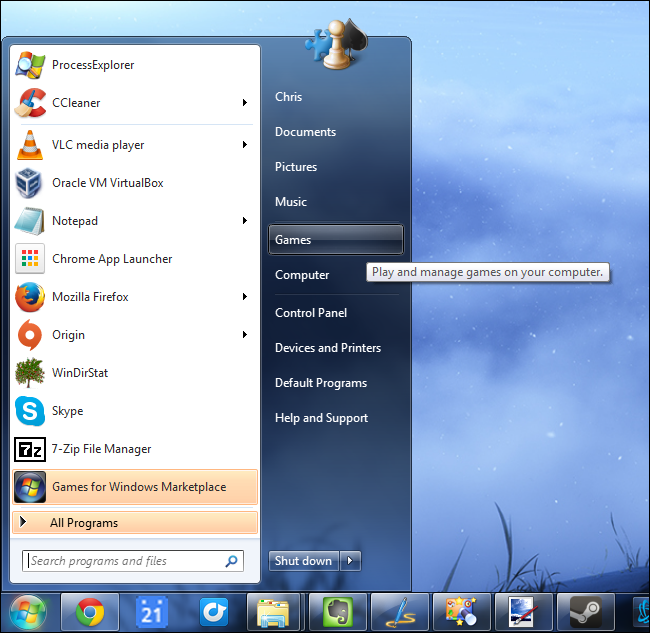 ProcessExplorer
CCleaner
VLC media player
Oracle VM VirtualBox
Notepad
Chrome App Launcher
Mozilla Firefox
Origin
WinDirStat
Skype
7z
7-Zip File Manager
Games for Windows Marketplace
All Programs
Search programs and files
Chris
Documents
Pictures
Music
Games
Computer
Play and manage games on your computer.
Control Panel
Devices and Printers
Default Programs
Help and Support
Shut down
21